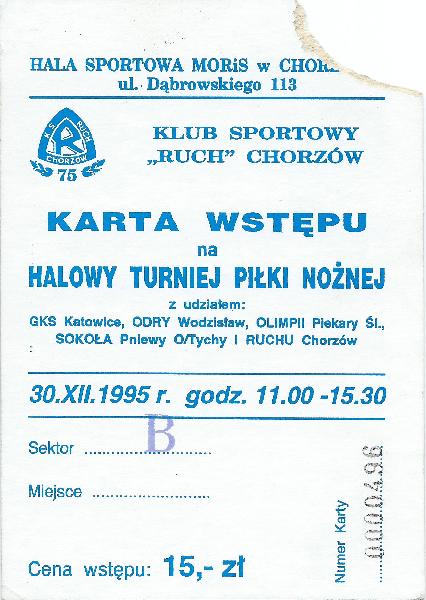 HALA SPORTOWA MORiS w
ul. Dąbrowskiego 113
K S RUCH
CHORZÓW
75
KLUB SPORTOWY
„RUCH” CHORZÓW
KARTA WSTĘPU
na
HALOWY TURNIEJ PIŁKI NOŻNEJ
z udziałem:
GKS Katowice, ODRY Wodzisław, OLIMPII Piekary Śl.,
SOKOŁA Pniewy O/Tychy i RUCHU Chorzów
30.XII.1995 r. godz. 11.00 -15.30
Sektor ........B........
Miejsce ............................
Cena wstępu: 15,- zł
Numer Karty 0000496